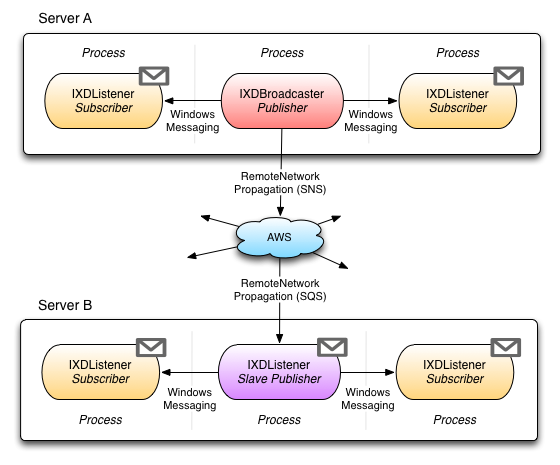 Server A
Process
Process
Process
IXDListener
Subscriber
IXDBroadcaster
Publisher
IXDListener
Subscriber
Windows
Messaging
Windows
Messaging
RemoteNetwork
Propagation (SNS)
AWS
RemoteNetwork
Propagation (SQS)
Server B
IXDListener
Subscriber
IXDListener
Slave Publisher
IXDListener
Subscriber
Windows
Messaging
Windows
Messaging
Process
Process
Process